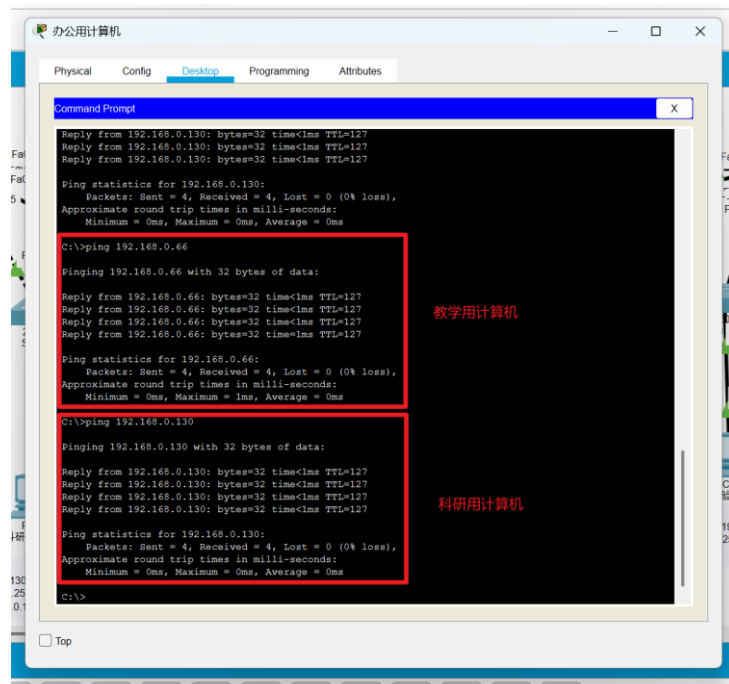 办公用计算机
Physical Config Desktop Programming Attributes
Command Prompt X
Reply from 192.168.0.130: bytes=32 time<1ms TTL=127
Reply from 192.168.0.130: bytes=32 time<1ms TTL=127
Reply from 192.168.0.130: bytes=32 time<1ms TTL=127
Ping statistics for 192.168.0.130:
Packets: Sent = 4, Received = 4, Lost = 0 (0% loss),
Approximate round trip times in milli-seconds:
Minimum = 0ms, Maximum = 0ms, Average = 0ms
C:\>ping 192.168.0.66
Pinging 192.168.0.66 with 32 bytes of data:
Reply from 192.168.0.66: bytes=32 time<1ms TTL=127
Reply from 192.168.0.66: bytes=32 time<1ms TTL=127
Reply from 192.168.0.66: bytes=32 time<1ms TTL=127
Reply from 192.168.0.66: bytes=32 time=1ms TTL=127
教学用计算机
Ping statistics for 192.168.0.66:
Packets: Sent = 4, Received = 4, Lost = 0 (0% loss),
Approximate round trip times in milli-seconds:
Minimum = 0ms, Maximum = 1ms, Average = 0ms
C:\>ping 192.168.0.130
Pinging 192.168.0.130 with 32 bytes of data:
Reply from 192.168.0.130: bytes=32 time<1ms TTL=127
Reply from 192.168.0.130: bytes=32 time<1ms TTL=127
Reply from 192.168.0.130: bytes=32 time<1ms TTL=127
Reply from 192.168.0.130: bytes=32 time<1ms TTL=127
科研用计算机
Ping statistics for 192.168.0.130:
Packets: Sent = 4, Received = 4, Lost = 0 (0% loss),
Approximate round trip times in milli-seconds:
Minimum = 0ms, Maximum = 0ms, Average = 0ms
C:\>
Top